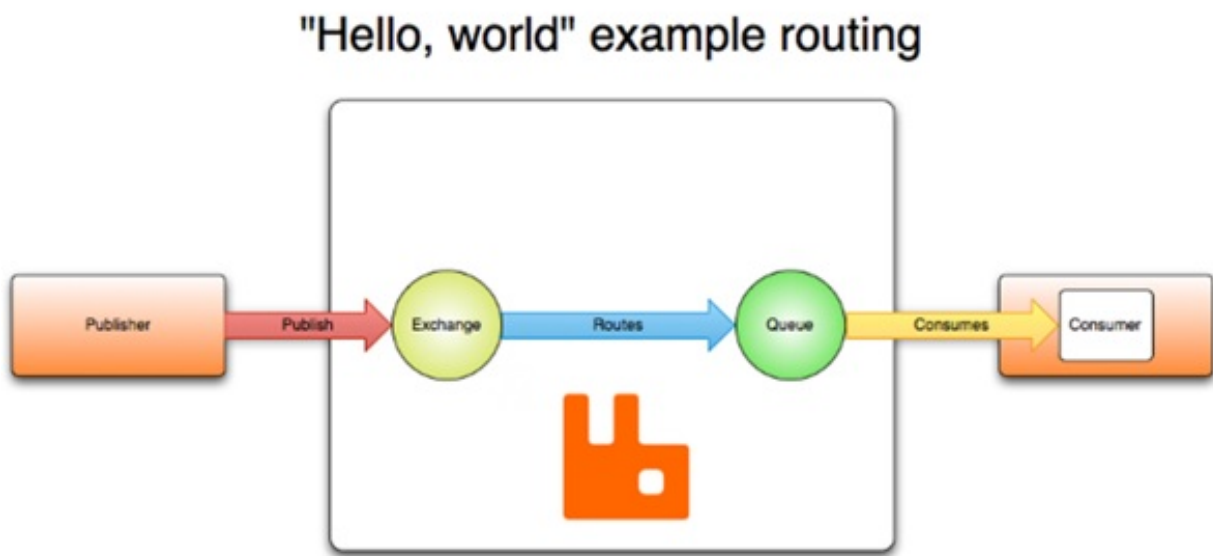 "Hello, world" example routing
Publisher
Publish
Exchange
Routes
Queue
Consumes
Consumer